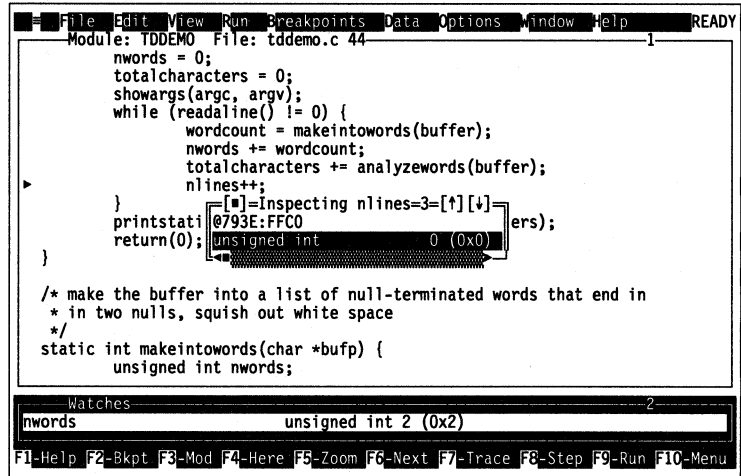 ≡ File Edit View Run Breakpoints Data Options Window Help READY
Module: TDDEMO File: tddemo.c 44 1
nwords = 0;
totalcharacters = 0;
showargs(argc, argv);
while (readaline() != 0) {
wordcount = makeintowords(buffer);
nwords += wordcount;
totalcharacters += analyzewords(buffer);
► nlines++;
}
[■]=Inspecting nlines=3=[↑][↓]
printstati @793E:FFC0 ers);
return(0); unsigned int 0 (0x0)
}
/* make the buffer into a list of null-terminated words that end in
* in two nulls, squish out white space
*/
static int makeintowords(char *bufp) {
unsigned int nwords;
Watches 2
nwords unsigned int 2 (0x2)
F1-Help F2-Bkpt F3-Mod F4-Here F5-Zoom F6-Next F7-Trace F8-Step F9-Run F10-Menu